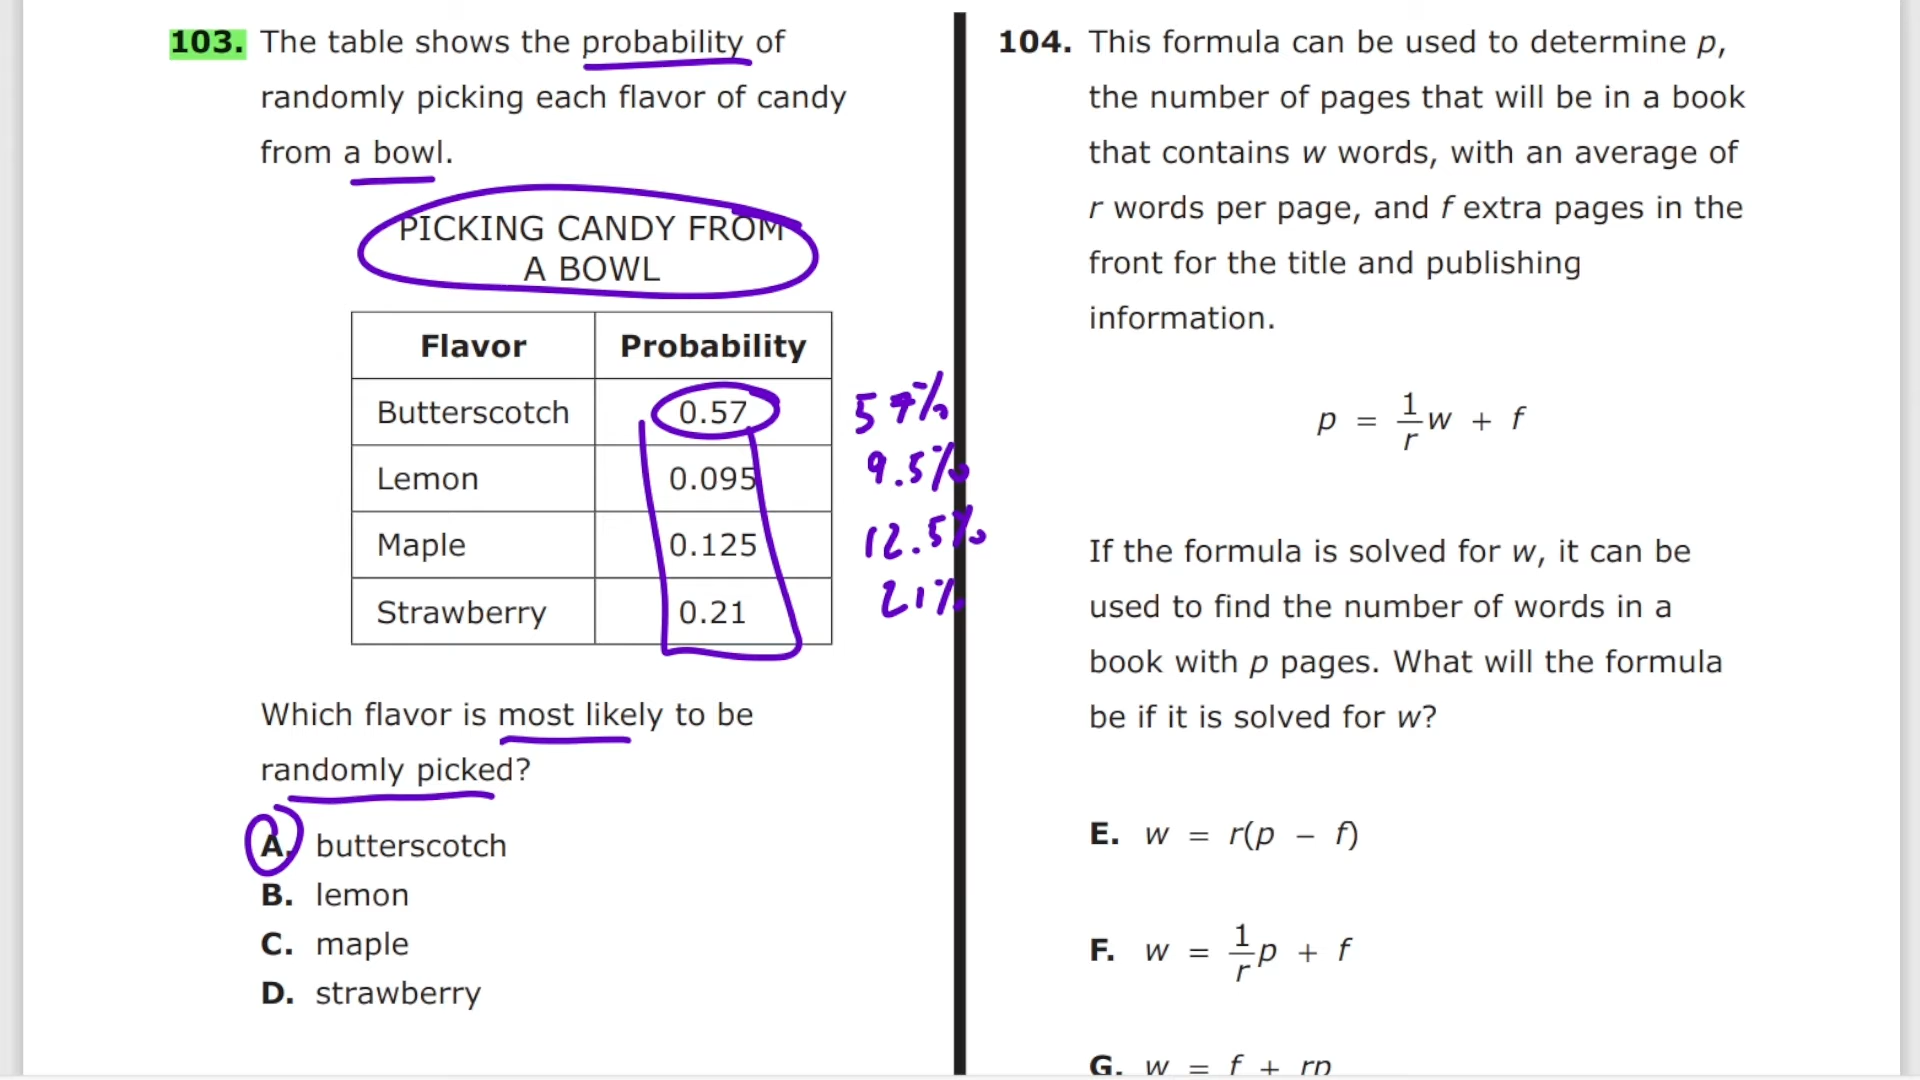 103. The table shows the probability of
randomly picking each flavor of candy
from a bowl.
PICKING CANDY FROM
A BOWL
Flavor Probability
Butterscotch 0.57 57%
Lemon 0.095 9.5%
Maple 0.125 12.5%
Strawberry 0.21 21%
Which flavor is most likely to be
randomly picked?
A. butterscotch
B. lemon
C. maple
D. strawberry
104. This formula can be used to determine p,
the number of pages that will be in a book
that contains w words, with an average of
r words per page, and f extra pages in the
front for the title and publishing
information.
p = 1/r w + f
If the formula is solved for w, it can be
used to find the number of words in a
book with p pages. What will the formula
be if it is solved for w?
E. w = r(p − f)
F. w = 1/r p + f
G. w = f + rp